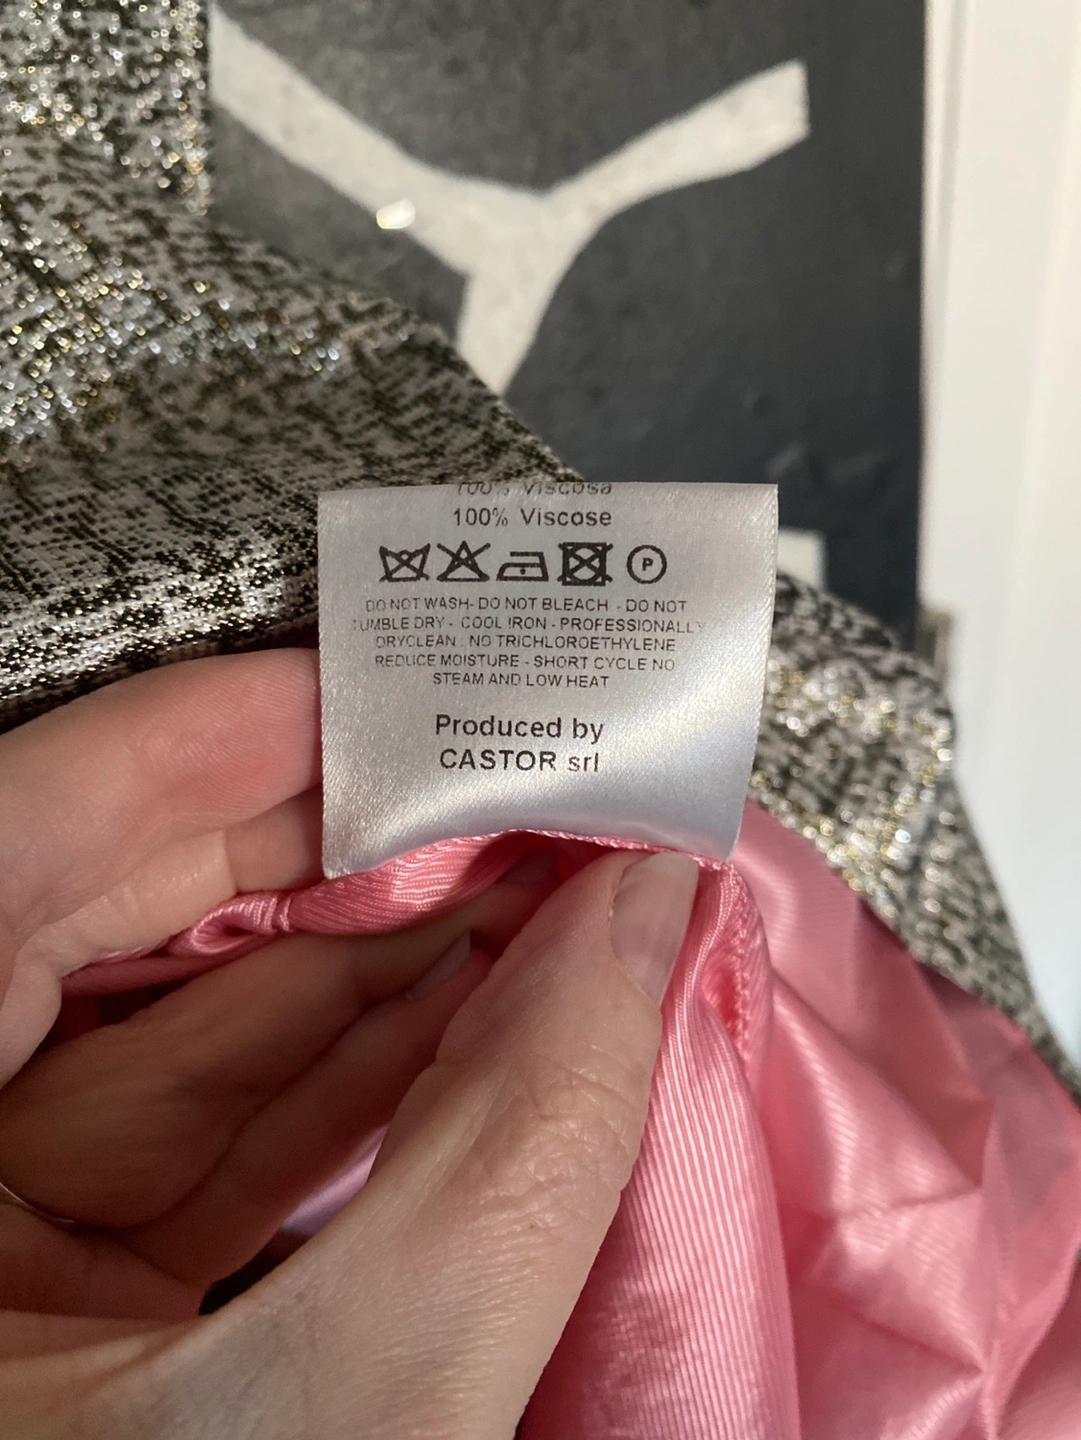 100% Viscosa
100% Viscose
P
DO NOT WASH- DO NOT BLEACH - DO NOT
TUMBLE DRY - COOL IRON - PROFESSIONALLY
DRYCLEAN . NO TRICHLOROETHYLENE
REDUCE MOISTURE - SHORT CYCLE NO
STEAM AND LOW HEAT
Produced by
CASTOR srl